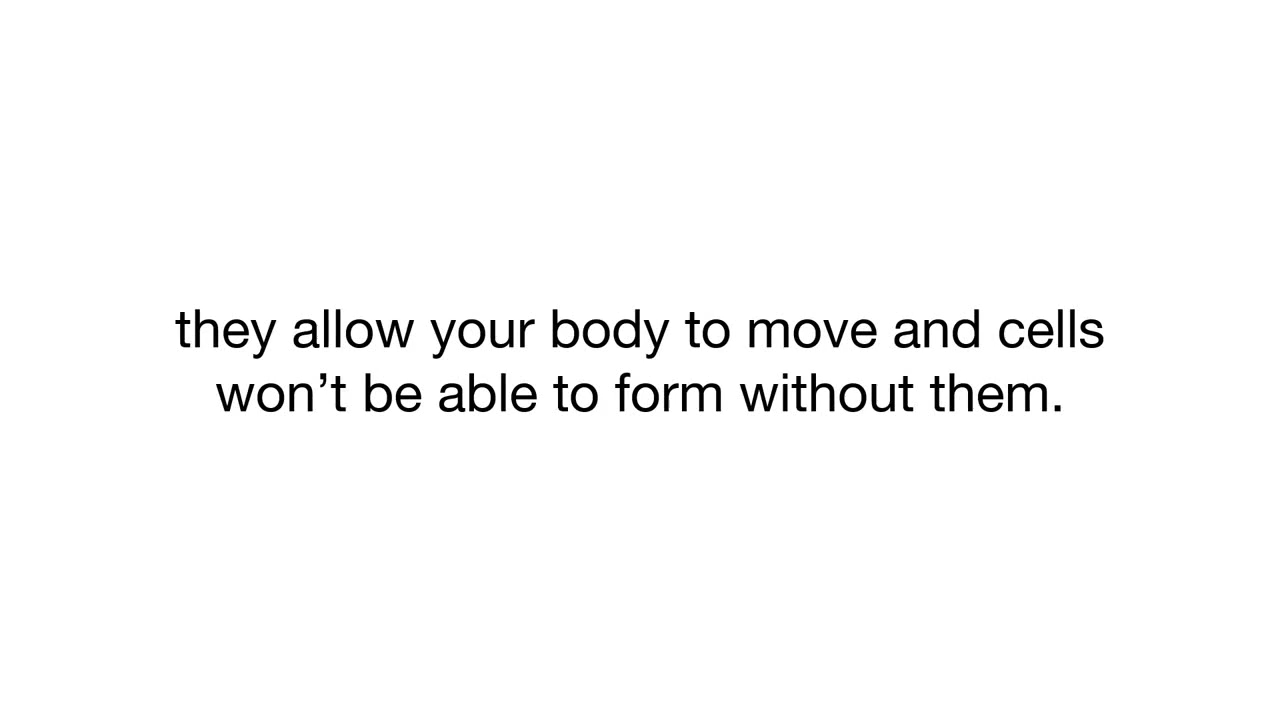 they allow your body to move and cells
won’t be able to form without them.